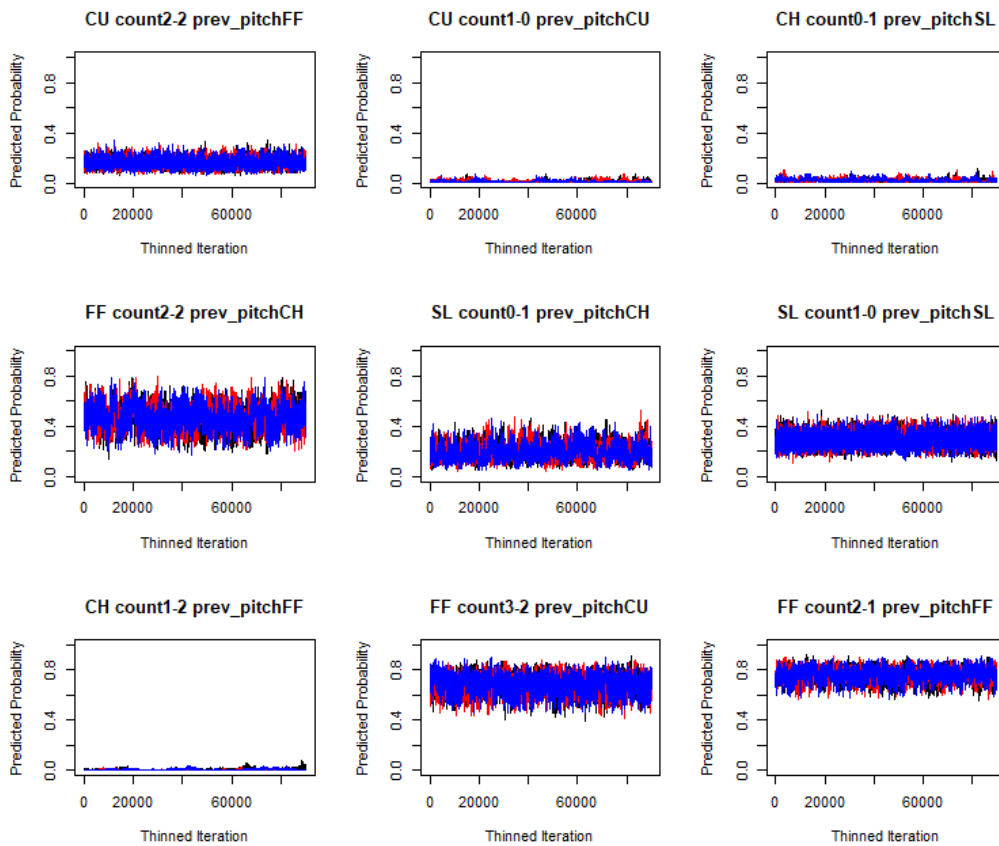 CU count2-2 prev_pitchFF
CU count1-0 prev_pitchCU
CH count0-1 prev_pitchSL
Predicted Probability
0.0 0.4 0.8
0 20000 60000
Thinned Iteration
Predicted Probability
0.0 0.4 0.8
0 20000 60000
Thinned Iteration
Predicted Probability
0.0 0.4 0.8
0 20000 60000
Thinned Iteration
FF count2-2 prev_pitchCH
SL count0-1 prev_pitchCH
SL count1-0 prev_pitchSL
Predicted Probability
0.0 0.4 0.8
0 20000 60000
Thinned Iteration
Predicted Probability
0.0 0.4 0.8
0 20000 60000
Thinned Iteration
Predicted Probability
0.0 0.4 0.8
0 20000 60000
Thinned Iteration
CH count1-2 prev_pitchFF
FF count3-2 prev_pitchCU
FF count2-1 prev_pitchFF
Predicted Probability
0.0 0.4 0.8
0 20000 60000
Thinned Iteration
Predicted Probability
0.0 0.4 0.8
0 20000 60000
Thinned Iteration
Predicted Probability
0.0 0.4 0.8
0 20000 60000
Thinned Iteration